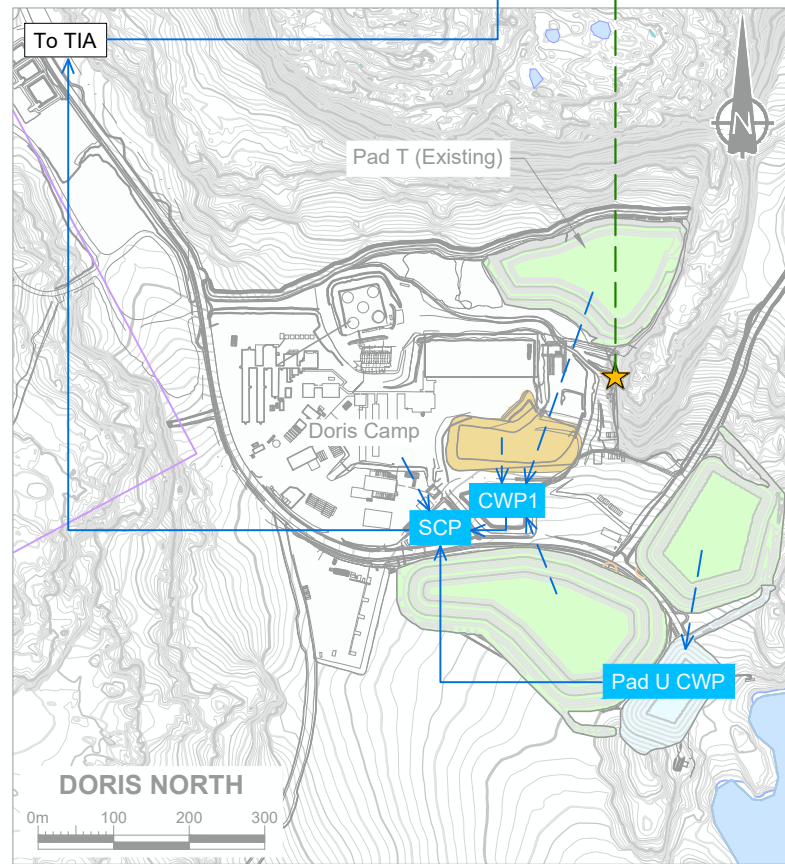 To TIA
N
Pad T (Existing)
Doris Camp
CWP1
SCP
Pad U CWP
DORIS NORTH
0m 100 200 300